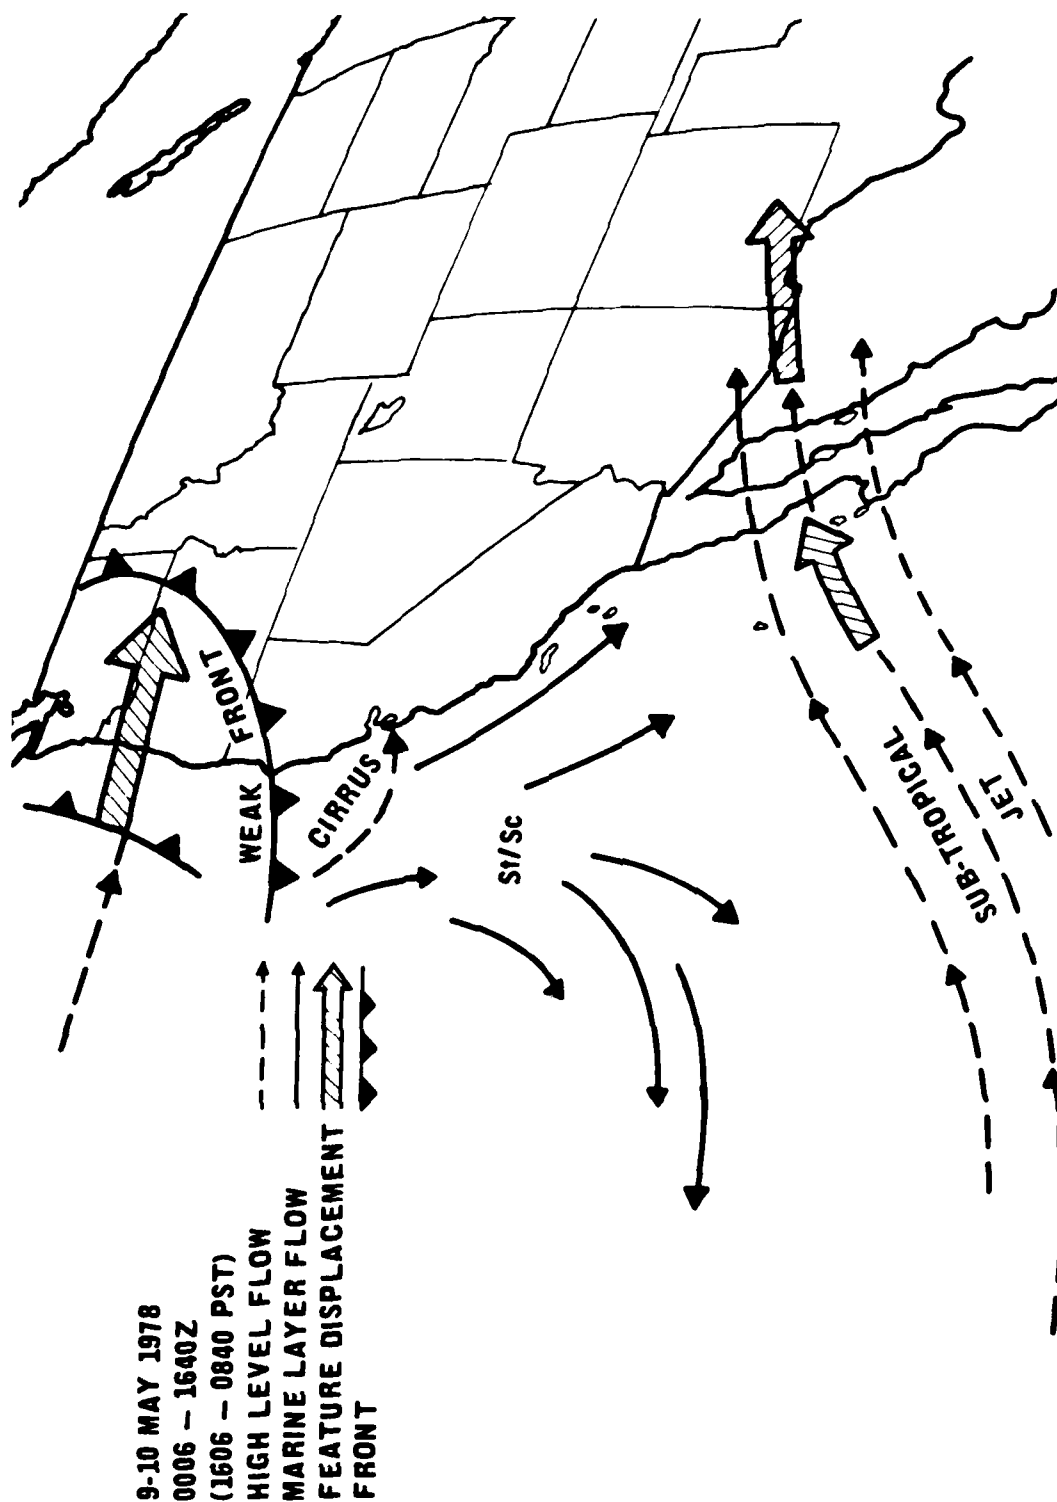 9-10 MAY 1978
0006 – 1640Z
(1606 – 0840 PST)
HIGH LEVEL FLOW
MARINE LAYER FLOW
FEATURE DISPLACEMENT
FRONT
WEAK FRONT
CIRRUS
St/Sc
SUB-TROPICAL
JET